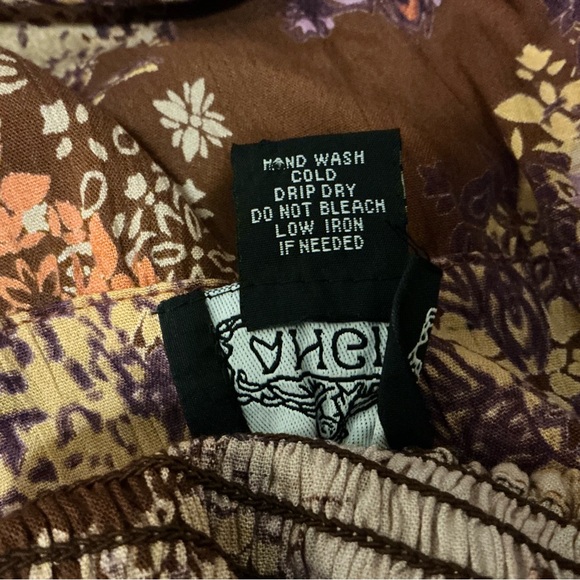 HAND WASH
COLD
DRIP DRY
DO NOT BLEACH
LOW IRON
IF NEEDED